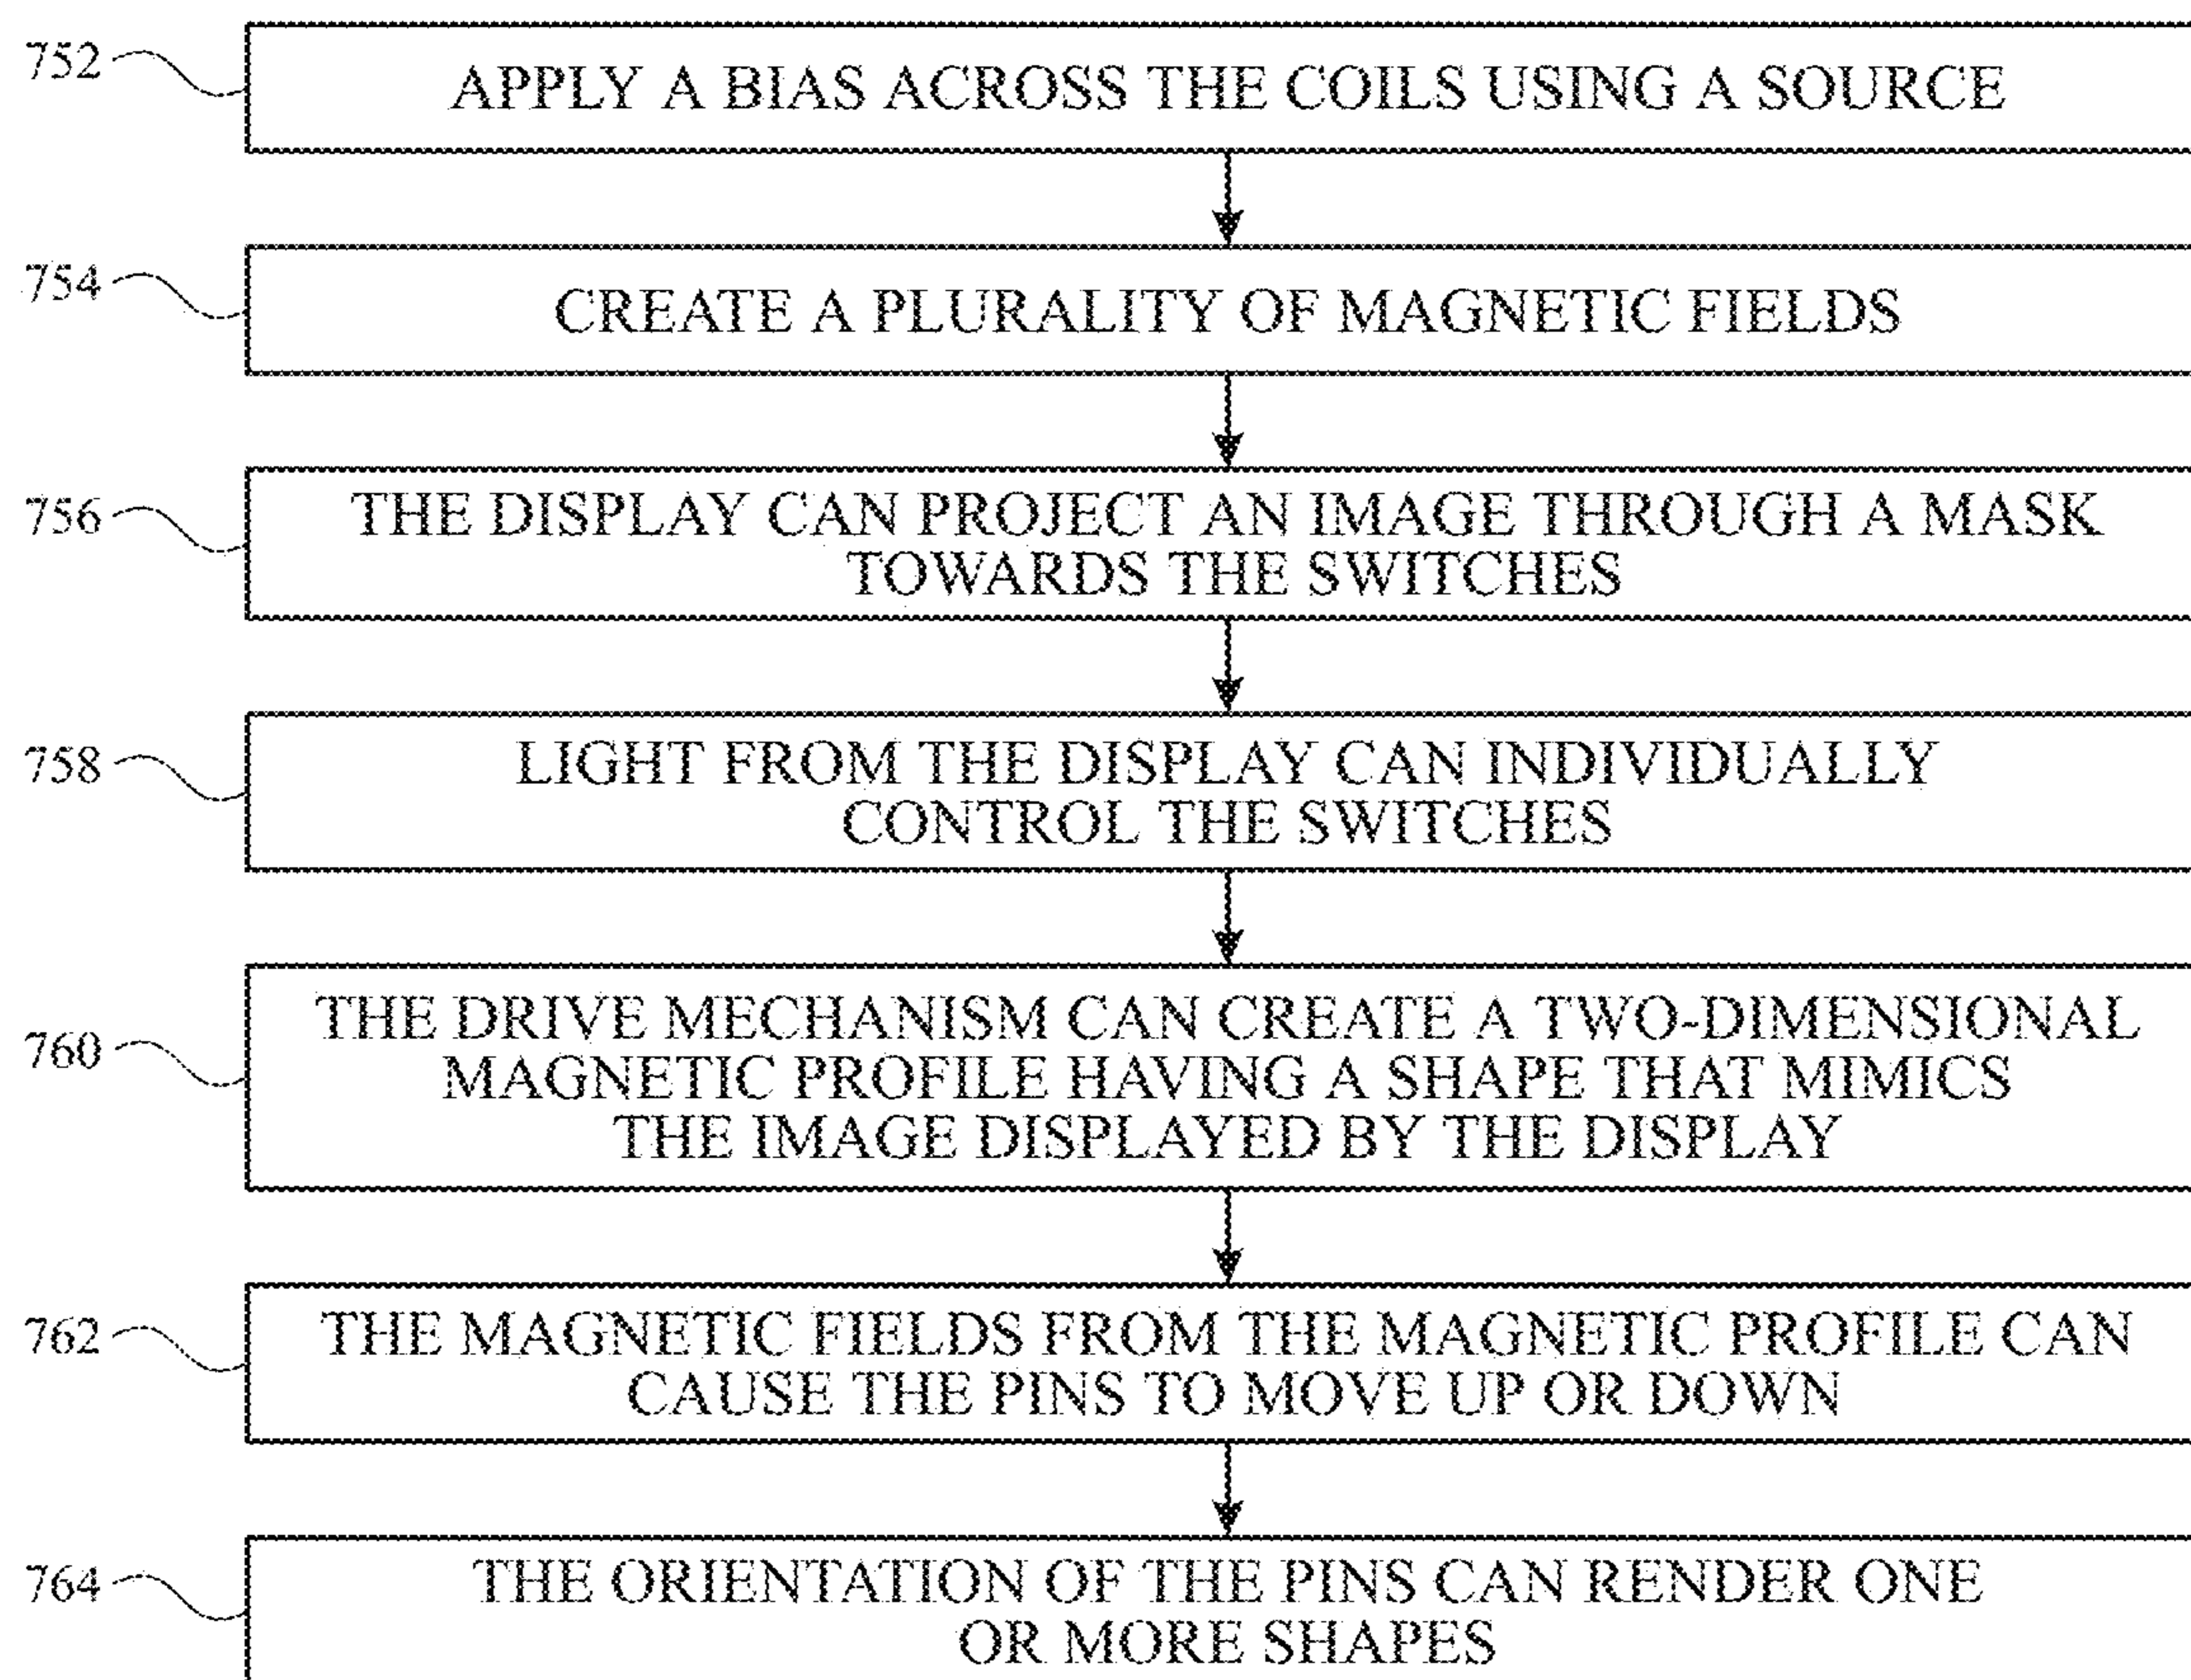 752
APPLY A BIAS ACROSS THE COILS USING A SOURCE
754
CREATE A PLURALITY OF MAGNETIC FIELDS
756
THE DISPLAY CAN PROJECT AN IMAGE THROUGH A MASK
TOWARDS THE SWITCHES
758
LIGHT FROM THE DISPLAY CAN INDIVIDUALLY
CONTROL THE SWITCHES
760
THE DRIVE MECHANISM CAN CREATE A TWO-DIMENSIONAL
MAGNETIC PROFILE HAVING A SHAPE THAT MIMICS
THE IMAGE DISPLAYED BY THE DISPLAY
762
THE MAGNETIC FIELDS FROM THE MAGNETIC PROFILE CAN
CAUSE THE PINS TO MOVE UP OR DOWN
764
THE ORIENTATION OF THE PINS CAN RENDER ONE
OR MORE SHAPES